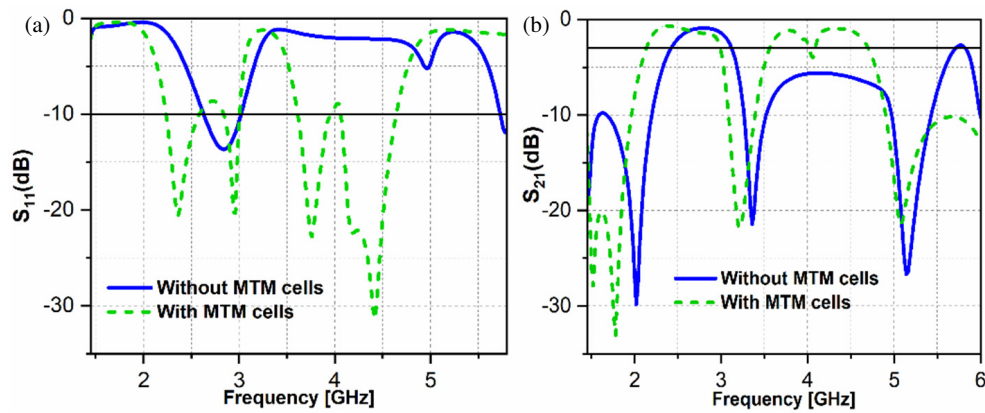 (a)
0
-10
-20
-30
S11(dB)
Without MTM cells
With MTM cells
2 3 4 5
Frequency [GHz]
(b)
0
-10
-20
-30
S21(dB)
Without MTM cells
With MTM cells
2 3 4 5 6
Frequency [GHz]